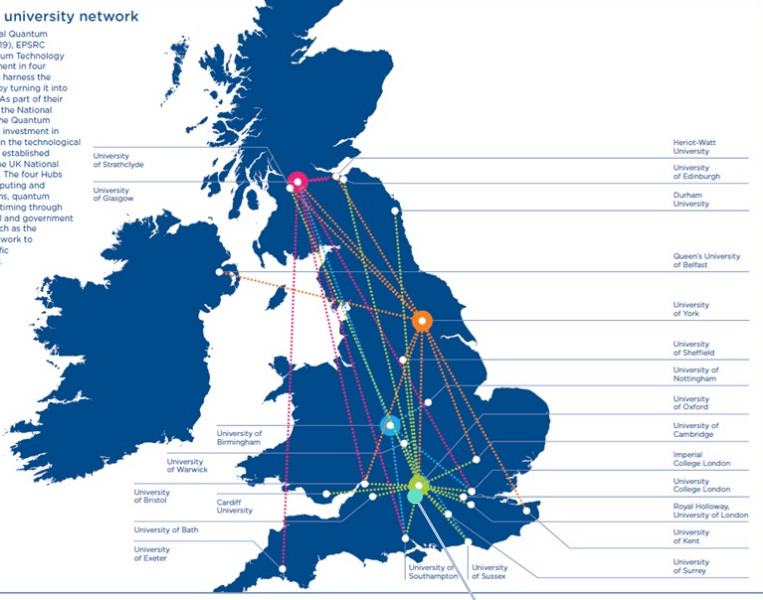 university network
al Quantum
19), EPSRC
um Technology
ment in four
harness the
by turning it into
As part of their
the National
he Quantum
investment in
n the technological
established
e UK National
. The four Hubs
puting and
ns, quantum
timing through
l and government
ch as the
work to
fic
University
of Strathclyde
University
of Glasgow
Heriot-Watt
University
University
of Edinburgh
Durham
University
Queen's University
of Belfast
University
of York
University
of Sheffield
University of
Nottingham
University
of Oxford
University of
Cambridge
Imperial
College London
University
College London
Royal Holloway,
University of London
University
of Kent
University
of Surrey
University of
Birmingham
University
of Warwick
University
of Bristol
Cardiff
University
University of Bath
University
of Exeter
University of
Southampton
University
of Sussex